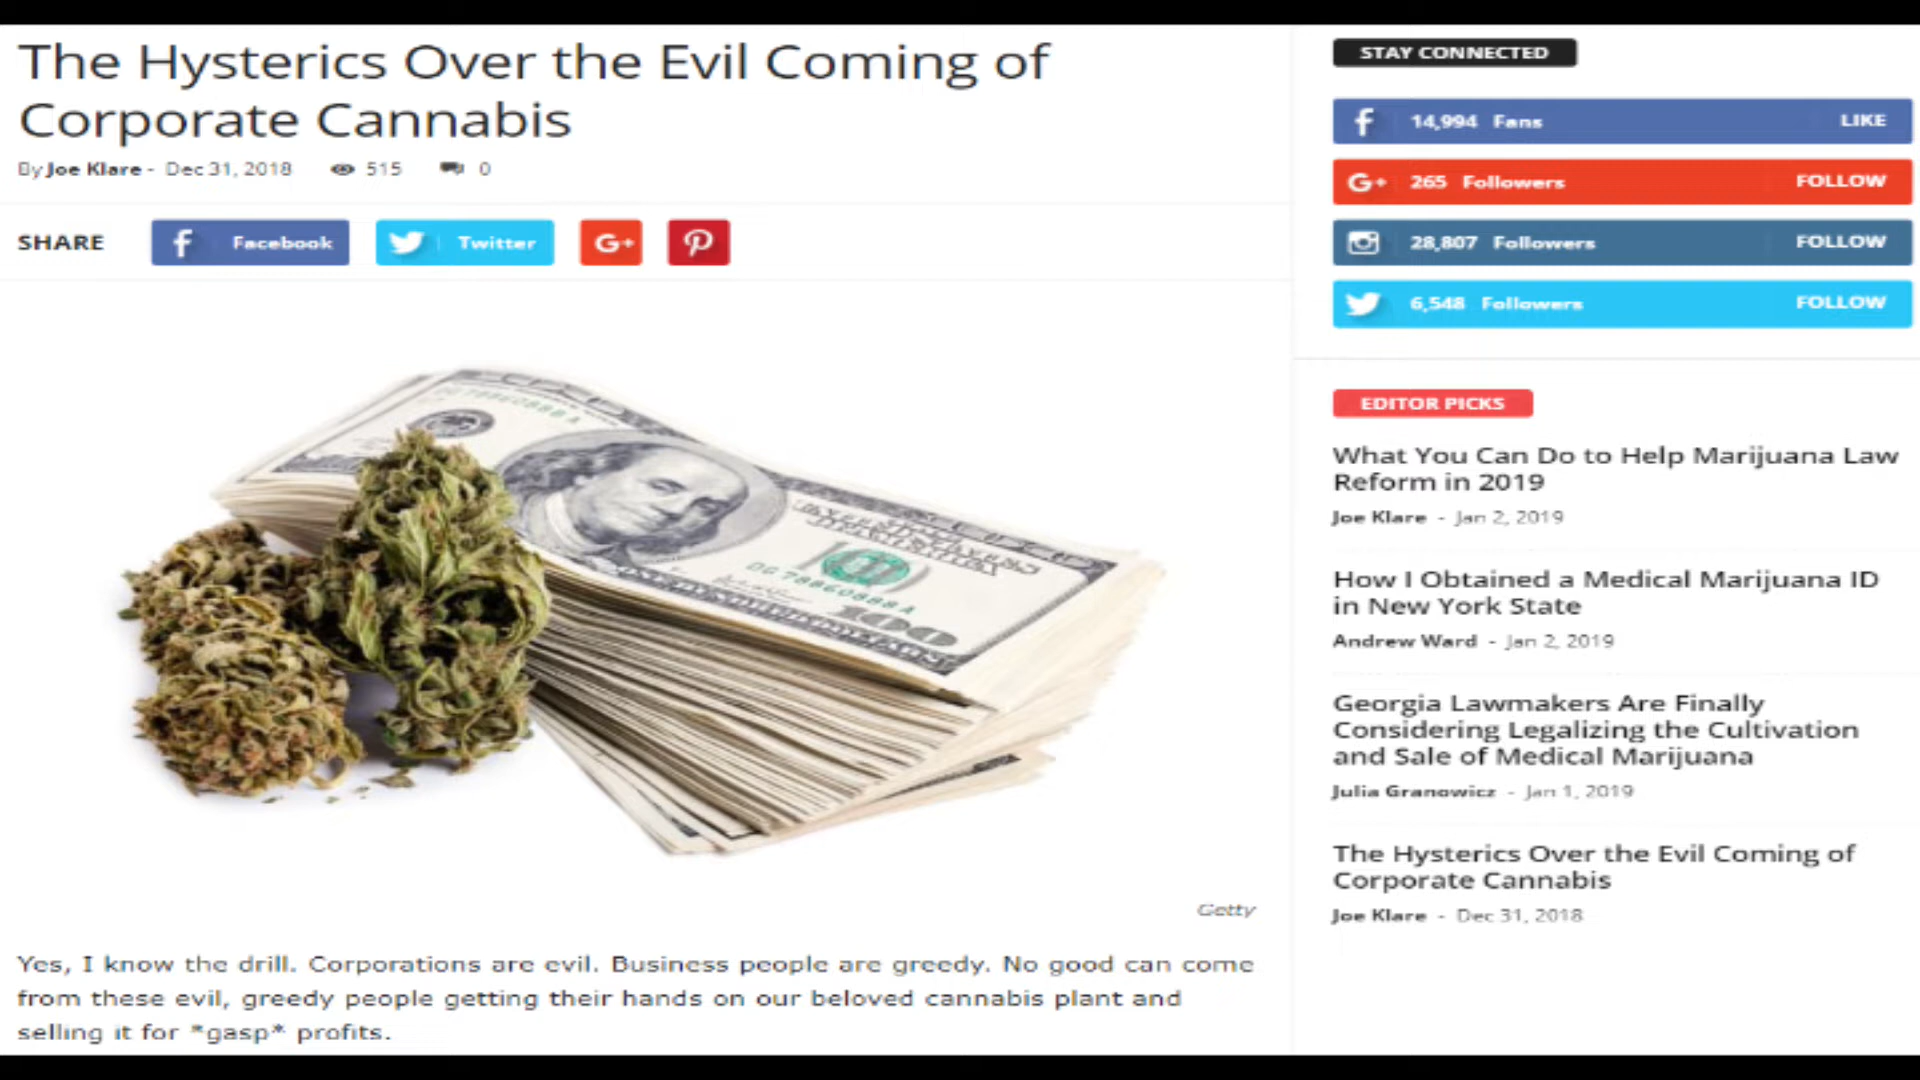 The Hysterics Over the Evil Coming of
Corporate Cannabis
By Joe Klare - Dec 31, 2018 515 0
SHARE Facebook Twitter G+
STAY CONNECTED
14,994 Fans LIKE
G+ 265 Followers FOLLOW
28,807 Followers FOLLOW
6,548 Followers FOLLOW
EDITOR PICKS
What You Can Do to Help Marijuana Law
Reform in 2019
Joe Klare - Jan 2, 2019
How I Obtained a Medical Marijuana ID
in New York State
Andrew Ward - Jan 2, 2019
Georgia Lawmakers Are Finally
Considering Legalizing the Cultivation
and Sale of Medical Marijuana
Julia Granowicz - Jan 1, 2019
The Hysterics Over the Evil Coming of
Corporate Cannabis
Joe Klare - Dec 31, 2018
100
Getty
Yes, I know the drill. Corporations are evil. Business people are greedy. No good can come
from these evil, greedy people getting their hands on our beloved cannabis plant and
selling it for *gasp* profits.